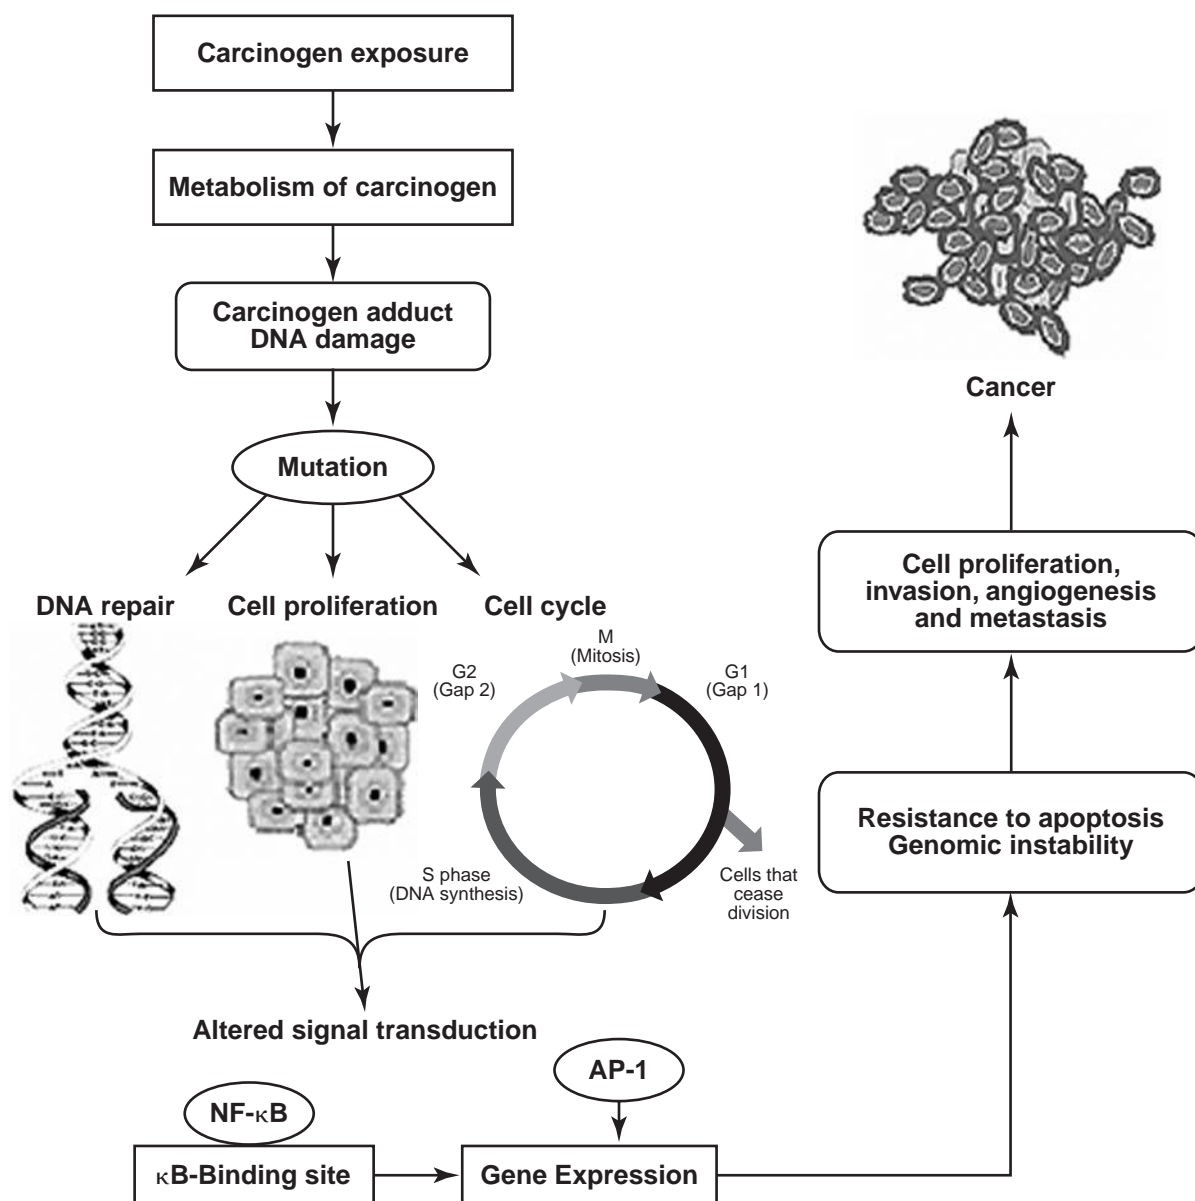 Carcinogen exposure
Metabolism of carcinogen
Carcinogen adduct
DNA damage
Mutation
DNA repair
Cell proliferation
Cell cycle
M
(Mitosis)
G2
(Gap 2)
G1
(Gap 1)
S phase
(DNA synthesis)
Cells that
cease
division
Altered signal transduction
AP-1
NF-κB
κB-Binding site
Gene Expression
Resistance to apoptosis
Genomic instability
Cell proliferation,
invasion, angiogenesis
and metastasis
Cancer